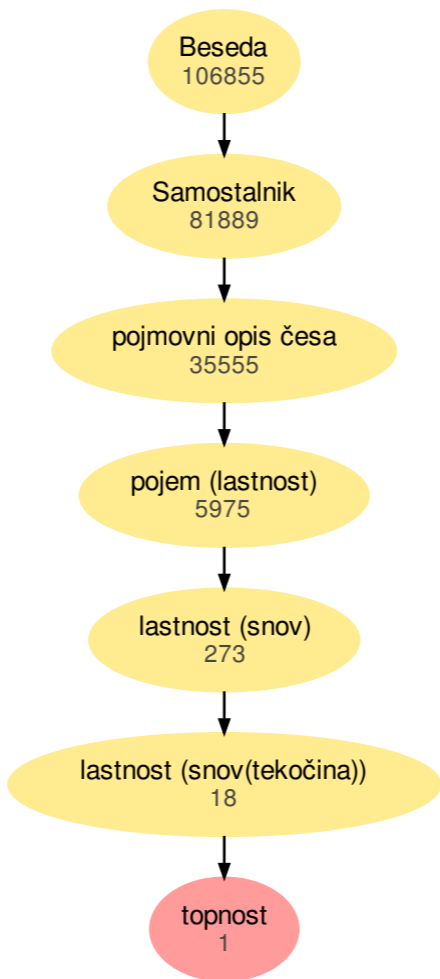 Beseda
106855
Samostalnik
81889
pojmovni opis česa
35555
pojem (lastnost)
5975
lastnost (snov)
273
lastnost (snov(tekočina))
18
topnost
1